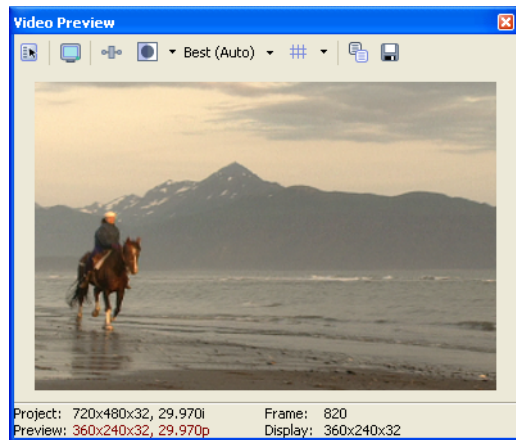 Video Preview
Best (Auto)
Project: 720x480x32, 29.970i Frame: 820
Preview: 360x240x32, 29.970p Display: 360x240x32